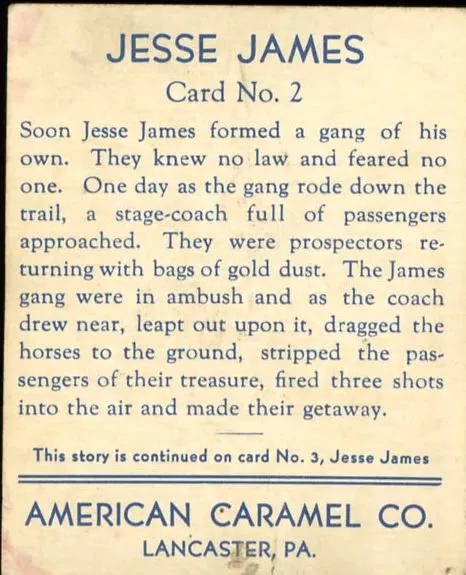 JESSE JAMES
Card No. 2
Soon Jesse James formed a gang of his
own. They knew no law and feared no
one. One day as the gang rode down the
trail, a stage-coach full of passengers
approached. They were prospectors re-
turning with bags of gold dust. The James
gang were in ambush and as the coach
drew near, leapt out upon it, dragged the
horses to the ground, stripped the pas-
sengers of their treasure, fired three shots
into the air and made their getaway.
This story is continued on card No. 3, Jesse James
AMERICAN CARAMEL CO.
LANCASTER, PA.